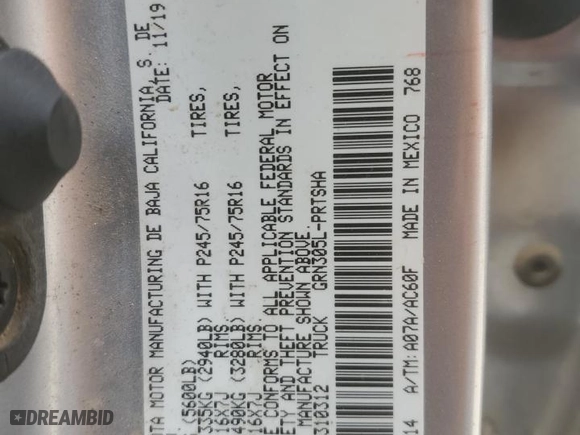 TA MOTOR MANUFACTURING DE BAJA CALIFORNIA, S. DE
DATE: 11/19
(5600LB)
335KG (2940LB) WITH P245/75R16 TIRES,
16X7J RIMS
490KG (3280LB) WITH P245/75R16 TIRES,
16X7J RIMS.
E CONFORMS TO ALL APPLICABLE FEDERAL MOTOR
ETY AND THEFT PREVENTION STANDARDS IN EFFECT ON
MANUFACTURE SHOWN ABOVE.
310312 TRUCK GRN305L-PRTSHA
14 A/TM: A07A/AC60F MADE IN MEXICO 768
DEALERSHIP
AUCTIONS